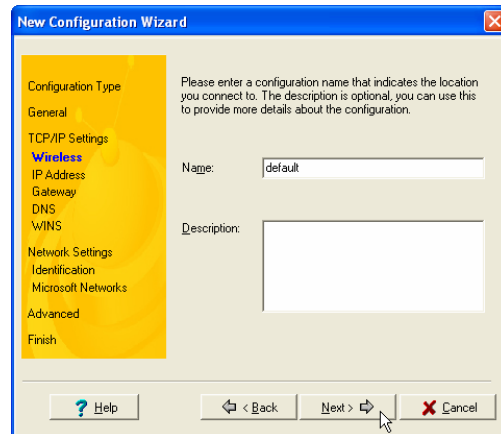 New Configuration Wizard
Configuration Type
General
TCP/IP Settings
Wireless
IP Address
Gateway
DNS
WINS
Network Settings
Identification
Microsoft Networks
Advanced
Finish
Please enter a configuration name that indicates the location
you connect to. The description is optional, you can use this
to provide more details about the configuration.
Name:
default
Description:
? Help
< Back
Next >
Cancel